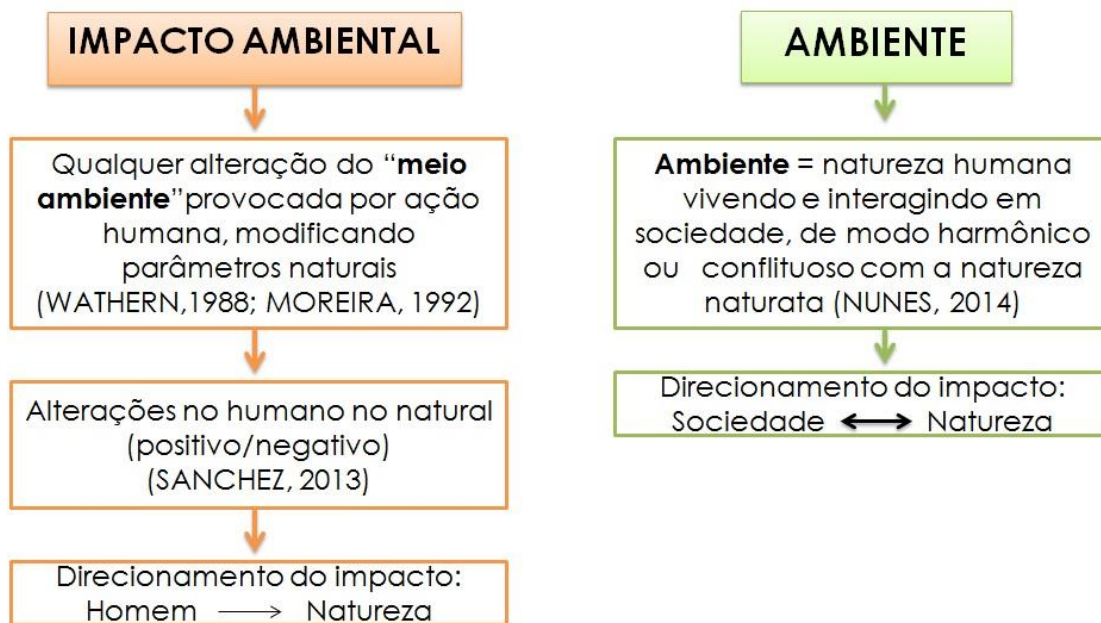 IMPACTO AMBIENTAL
Qualquer alteração do “meio
ambiente”provocada por ação
humana, modificando
parâmetros naturais
(WATHERN,1988; MOREIRA, 1992)
Alterações no humano no natural
(positivo/negativo)
(SANCHEZ, 2013)
Direcionamento do impacto:
Homem ⟶ Natureza
AMBIENTE
Ambiente = natureza humana
vivendo e interagindo em
sociedade, de modo harmônico
ou conflituoso com a natureza
naturata (NUNES, 2014)
Direcionamento do impacto:
Sociedade ⟷ Natureza